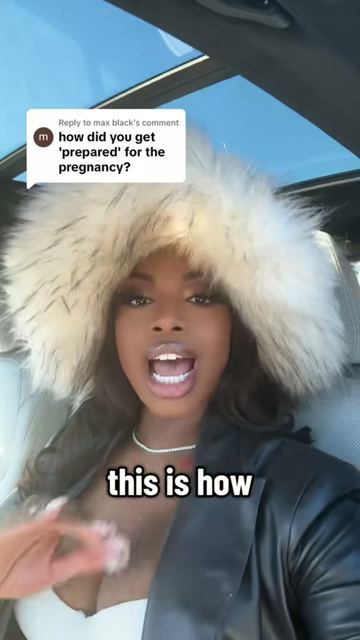 Reply to max black's comment
m
how did you get
'prepared' for the
pregnancy?
this is how